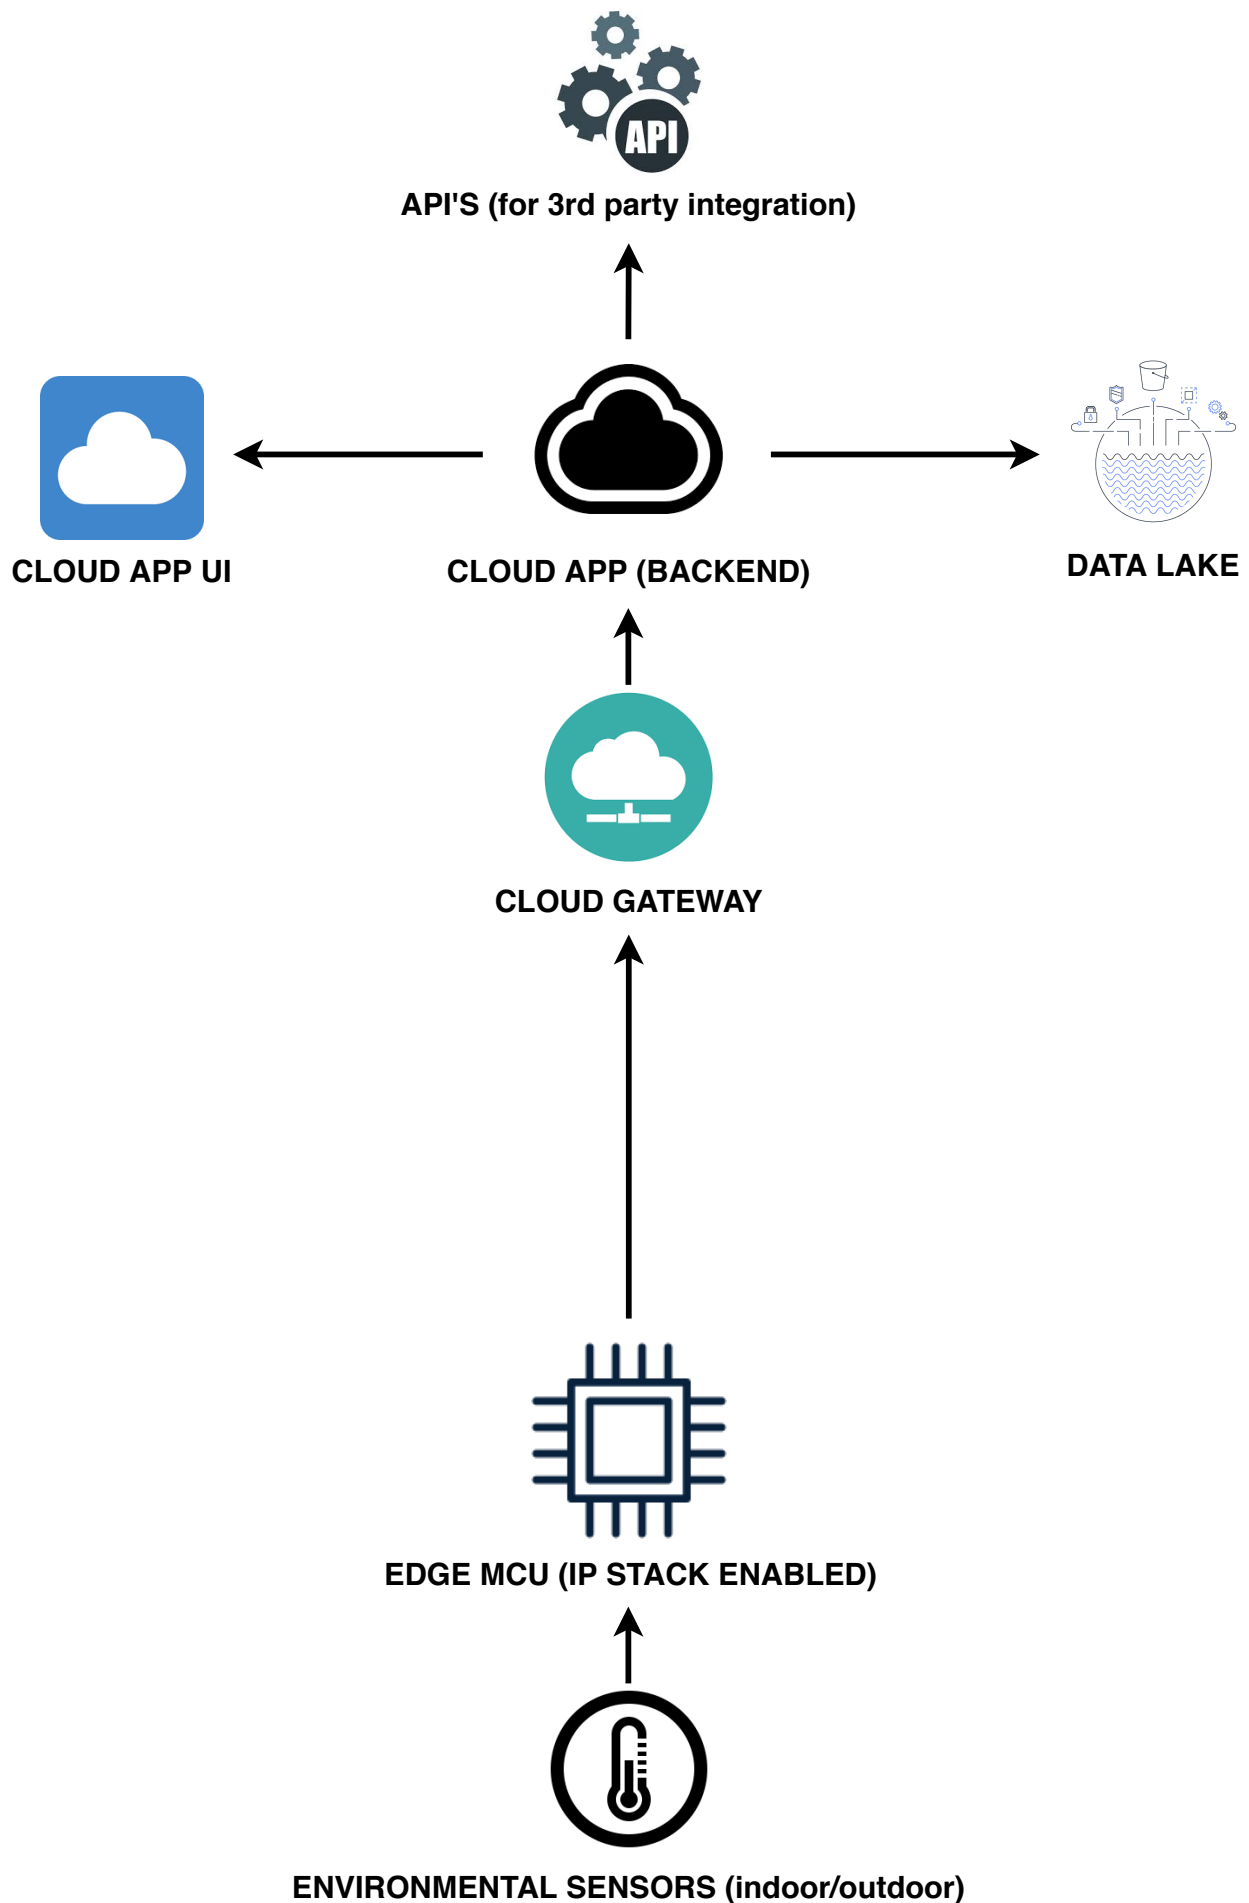 API
API'S (for 3rd party integration)
CLOUD APP UI
CLOUD APP (BACKEND)
DATA LAKE
CLOUD GATEWAY
EDGE MCU (IP STACK ENABLED)
ENVIRONMENTAL SENSORS (indoor/outdoor)